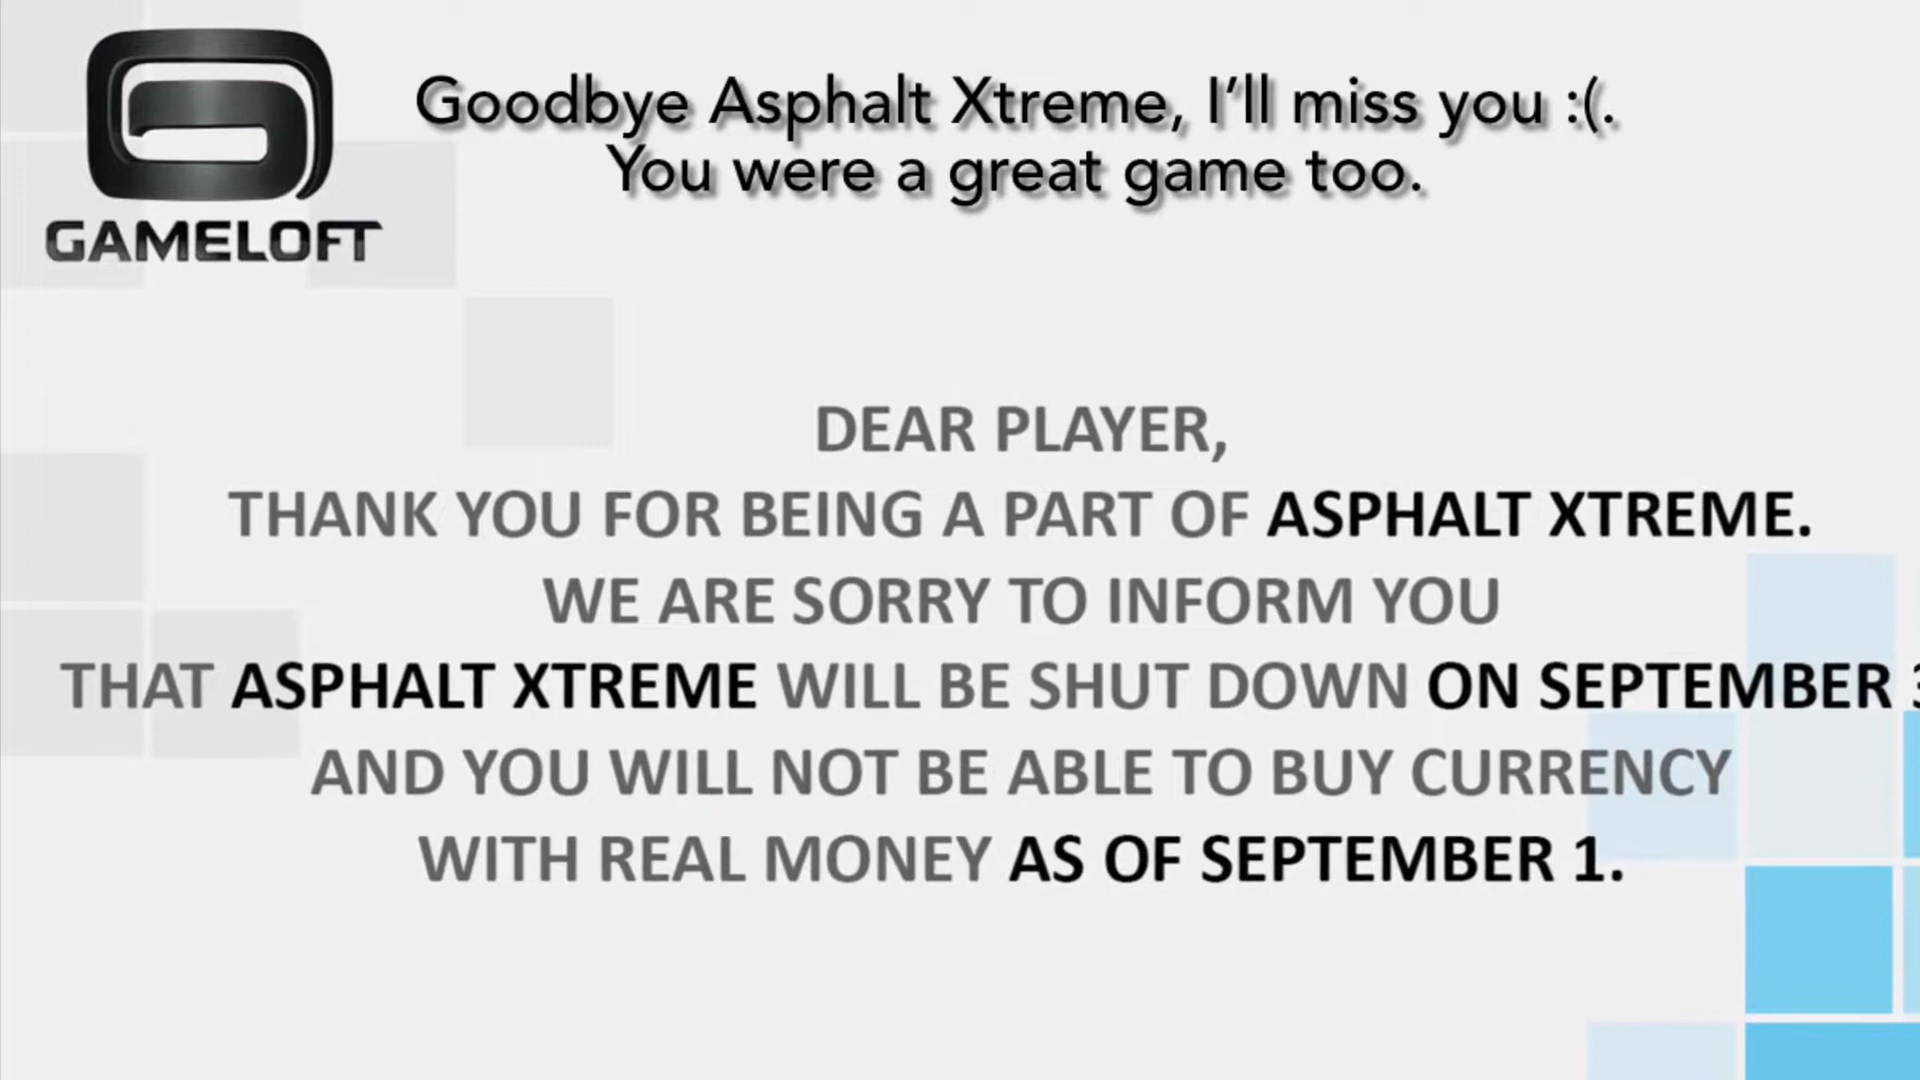 GAMELOFT
Goodbye Asphalt Xtreme, I'll miss you :(.
You were a great game too.
DEAR PLAYER,
THANK YOU FOR BEING A PART OF ASPHALT XTREME.
WE ARE SORRY TO INFORM YOU
THAT ASPHALT XTREME WILL BE SHUT DOWN ON SEPTEMBER
AND YOU WILL NOT BE ABLE TO BUY CURRENCY
WITH REAL MONEY AS OF SEPTEMBER 1.